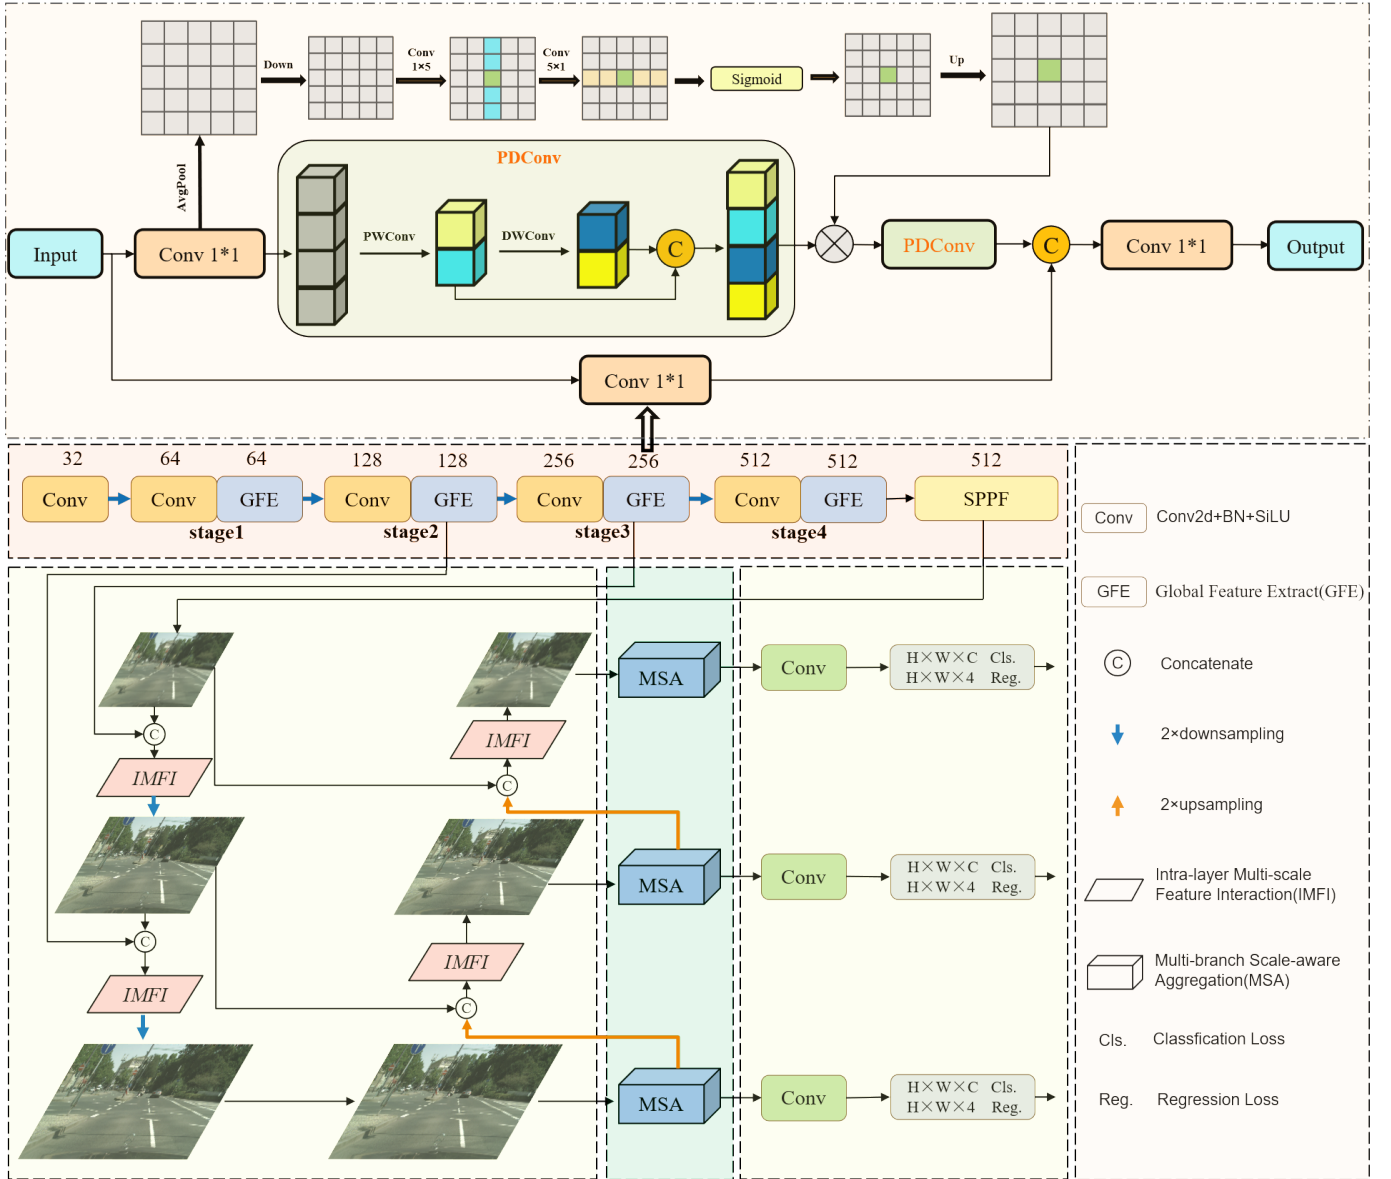 Down
Conv
1×5
Conv
5×1
Sigmoid
Up
AvgPool
PDConv
Input
Conv 1*1
PWConv
DWConv
C
PDConv
C
Conv 1*1
Output
Conv 1*1
32
64
64
128
128
256
256
512
512
512
Conv
Conv
GFE
Conv
GFE
Conv
GFE
Conv
GFE
SPPF
stage1
stage2
stage3
stage4
Conv
Conv2d+BN+SiLU
GFE
Global Feature Extract(GFE)
C
Concatenate
2×downsampling
2×upsampling
Intra-layer Multi-scale
Feature Interaction(IMFI)
Multi-branch Scale-aware
Aggregation(MSA)
Cls.
Classfication Loss
Reg.
Regression Loss
C
IMFI
IMFI
C
MSA
Conv
H×W×C Cls.
H×W×4 Reg.
C
IMFI
IMFI
C
MSA
Conv
H×W×C Cls.
H×W×4 Reg.
MSA
Conv
H×W×C Cls.
H×W×4 Reg.